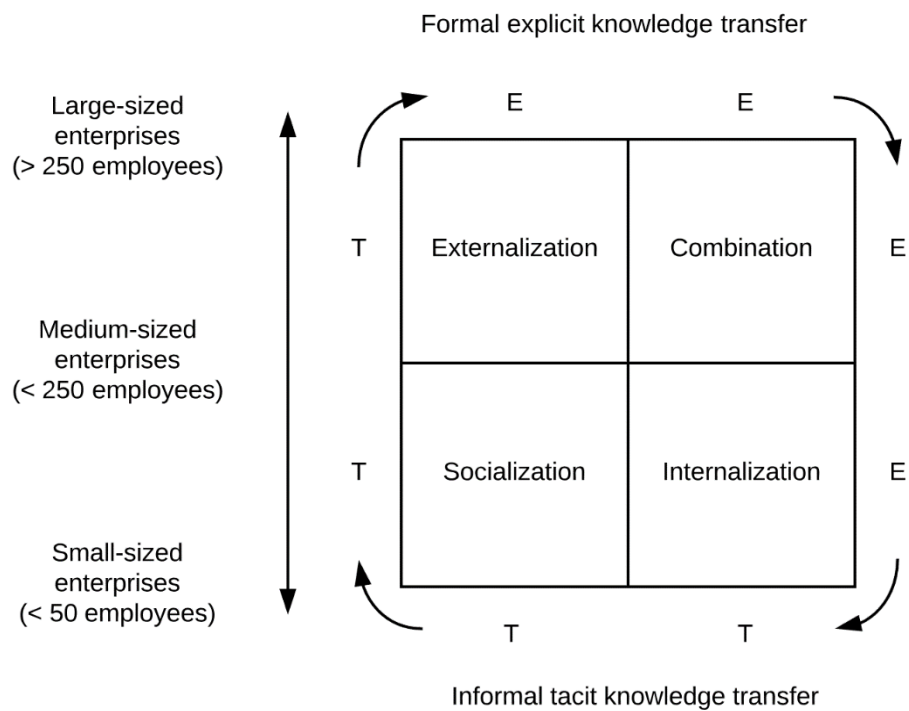 Formal explicit knowledge transfer
Large-sized
enterprises
(> 250 employees)
E E
T Externalization Combination E
Medium-sized
enterprises
(< 250 employees)
T Socialization Internalization E
Small-sized
enterprises
(< 50 employees)
T T
Informal tacit knowledge transfer